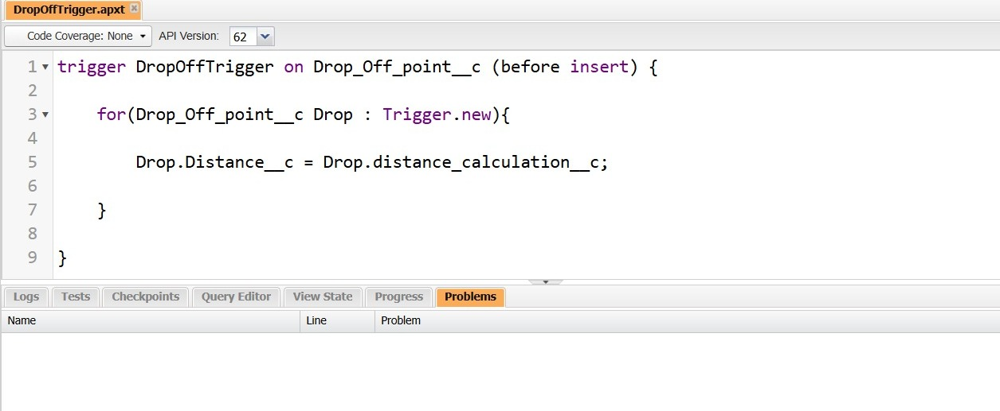 DropOffTrigger.apxt
Code Coverage: None API Version: 62
1 trigger DropOffTrigger on Drop_Off_point__c (before insert) {
2
3 for(Drop_Off_point__c Drop : Trigger.new){
4
5 Drop.Distance__c = Drop.distance_calculation__c;
6
7 }
8
9 }
Logs Tests Checkpoints Query Editor View State Progress Problems
Name Line Problem